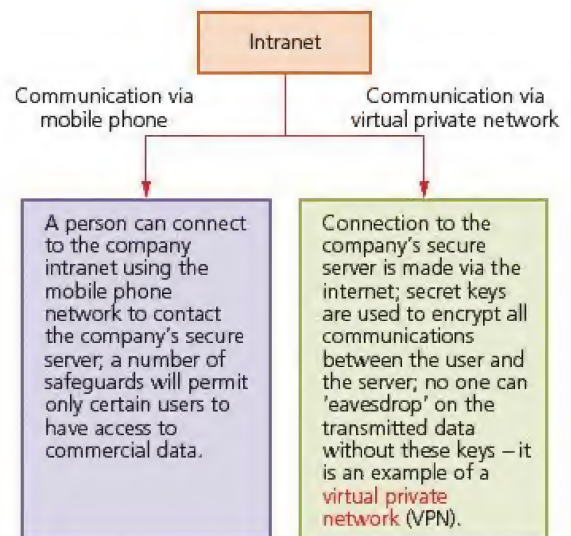 Intranet
Communication via
mobile phone
Communication via
virtual private network
A person can connect
to the company
intranet using the
mobile phone
network to contact
the company's secure
server; a number of
safeguards will permit
only certain users to
have access to
commercial data.
Connection to the
company's secure
server is made via the
internet; secret keys
are used to encrypt all
communications
between the user and
the server; no one can
'eavesdrop' on the
transmitted data
without these keys – it
is an example of a
virtual private
network (VPN).